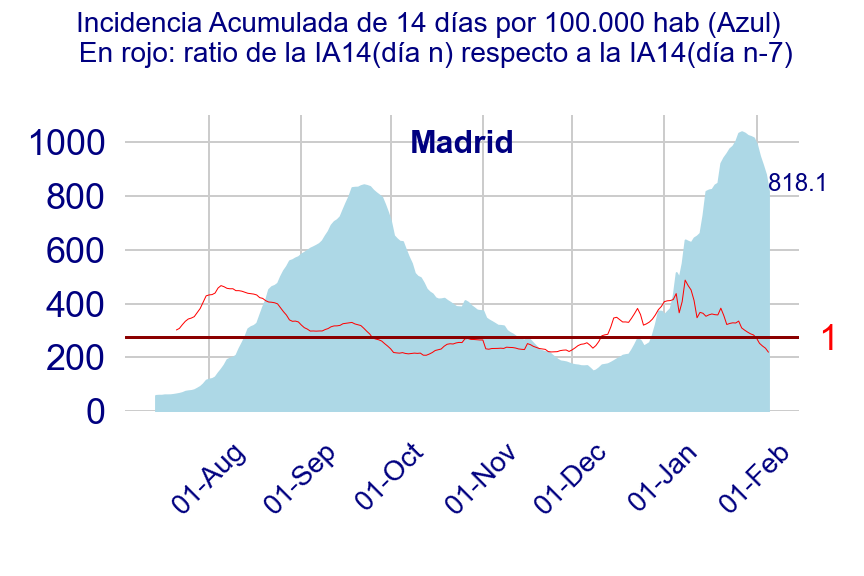 Incidencia Acumulada de 14 días por 100.000 hab (Azul)
En rojo: ratio de la IA14(día n) respecto a la IA14(día n-7)
Madrid
1000
800
600
400
200
0
818.1
1
01-Aug
01-Sep
01-Oct
01-Nov
01-Dec
01-Jan
01-Feb